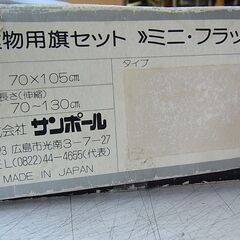 物用旗セット 》ミニ・フラッ
タイプ
70×105cm
長さ(伸縮)
70~130cm
式会社 サンポール
広島市光南3-7-27
EL(0822)44-4655(代表)
MADE IN JAPAN